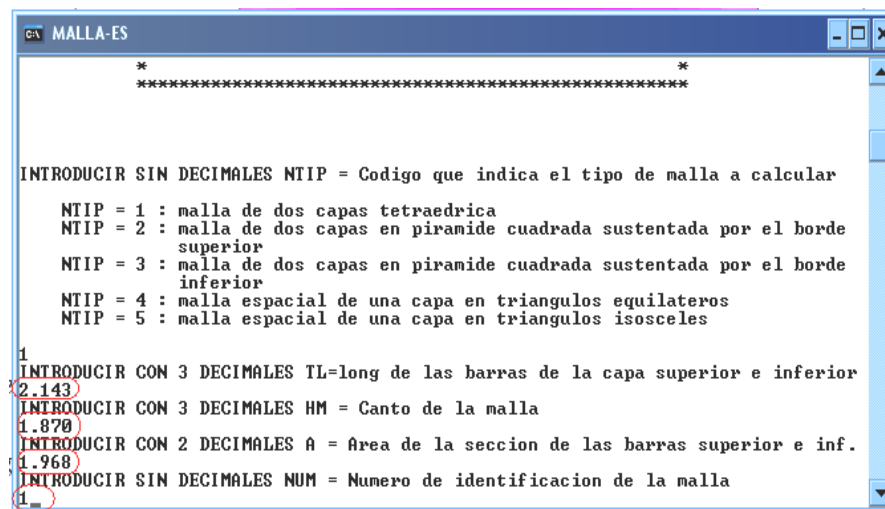 MALLA-ES
* *
****************************************************
INTRODUCIR SIN DECIMALES NTIP = Codigo que indica el tipo de malla a calcular
NTIP = 1 : malla de dos capas tetraedrica
NTIP = 2 : malla de dos capas en piramide cuadrada sustentada por el borde
superior
NTIP = 3 : malla de dos capas en piramide cuadrada sustentada por el borde
inferior
NTIP = 4 : malla espacial de una capa en triangulos equilateros
NTIP = 5 : malla espacial de una capa en triangulos isosceles
1
INTRODUCIR CON 3 DECIMALES TL=long de las barras de la capa superior e inferior
2.143
INTRODUCIR CON 3 DECIMALES HM = Canto de la malla
1.870
INTRODUCIR CON 2 DECIMALES A = Area de la seccion de las barras superior e inf.
1.968
INTRODUCIR SIN DECIMALES NUM = Numero de identificacion de la malla
1_